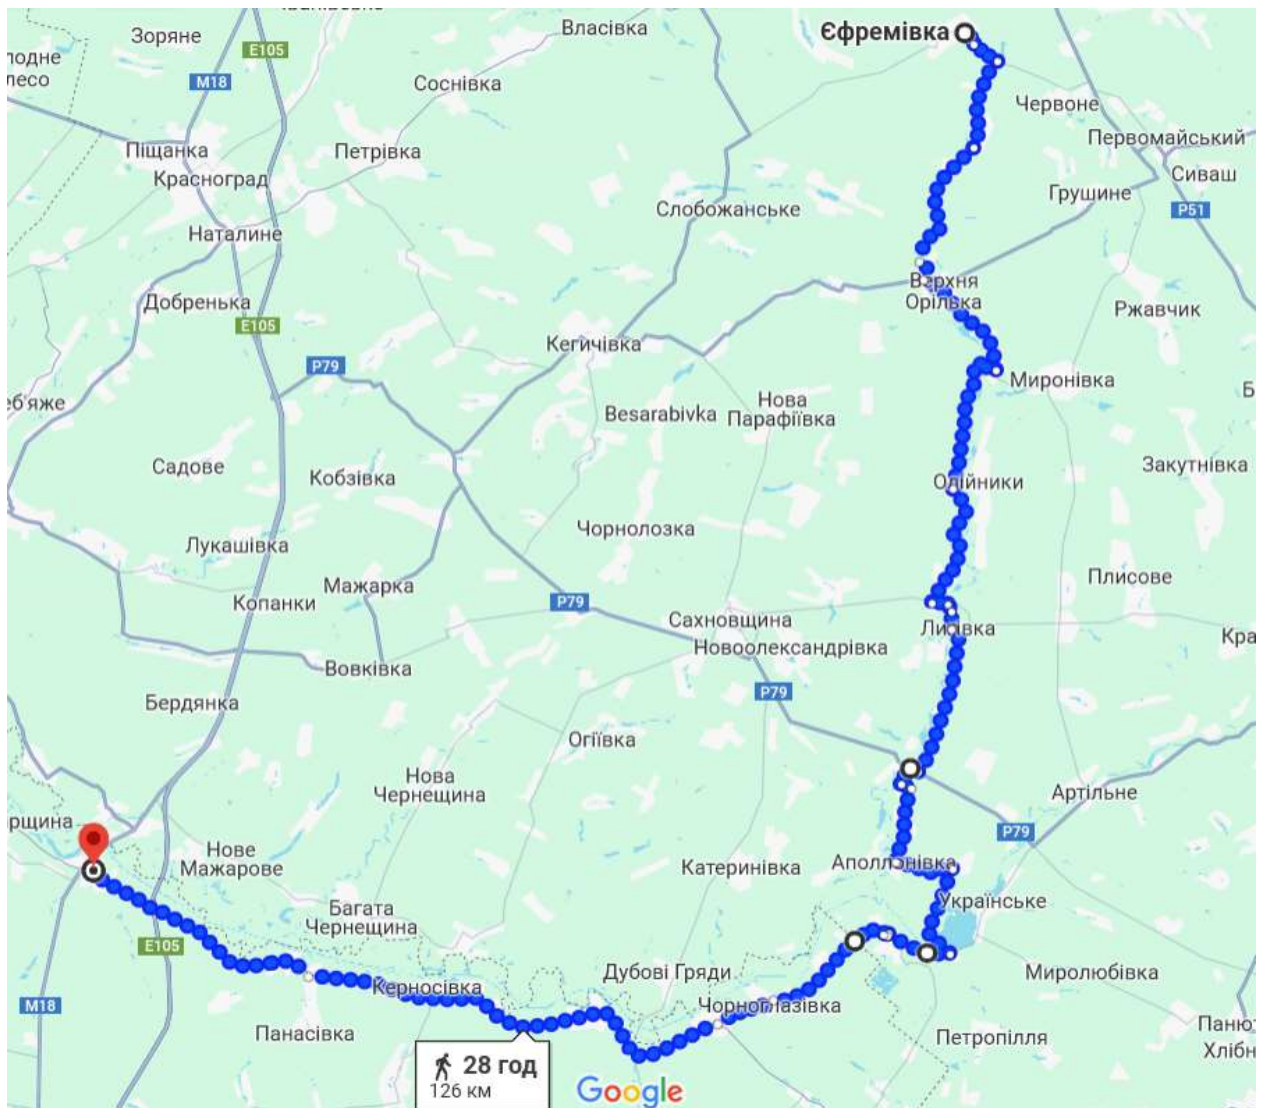 Зоряне
E105
Власівка
Єфремівка
M18
Соснівка
Червоне
Первомайський
Піщанка
Петрівка
Красноград
Сиваш
Грушине
P51
Слобожанське
Наталине
Верхня
Орілька
Добренька
Ржавчик
E105
Кегичівка
P79
Миронівка
Besarabivka
Нова
Парафіївка
Садове
Кобзівка
Олійники
Закутнівка
Чорнолозка
Лукашівка
Мажарка
Плисове
Копанки
P79
Сахновщина
Лигівка
Новоолександрівка
Вовківка
P79
Бердянка
Огіївка
Нова
Чернещина
Артільне
P79
Нове
Мажарове
Катеринівка
Аполлонівка
Українське
Багата
Чернещина
E105
Дубові Гряди
Миролюбівка
Керносівка
Чорноглазівка
M18
Панасівка
Петропілля
28 год
126 км
Google